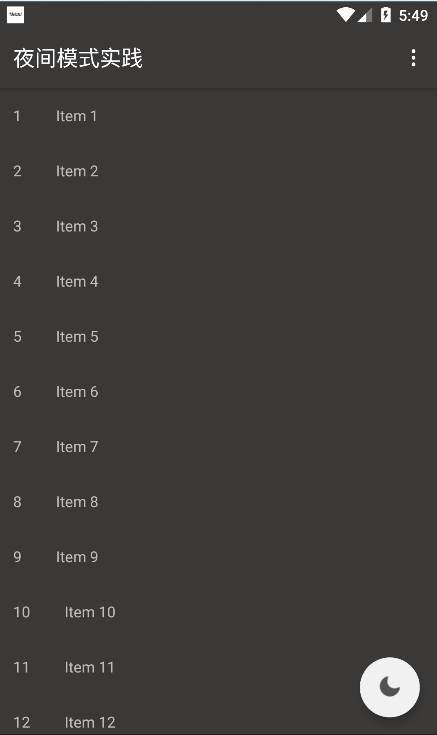 5:49
夜间模式实践
1 Item 1
2 Item 2
3 Item 3
4 Item 4
5 Item 5
6 Item 6
7 Item 7
8 Item 8
9 Item 9
10 Item 10
11 Item 11
12 Item 12